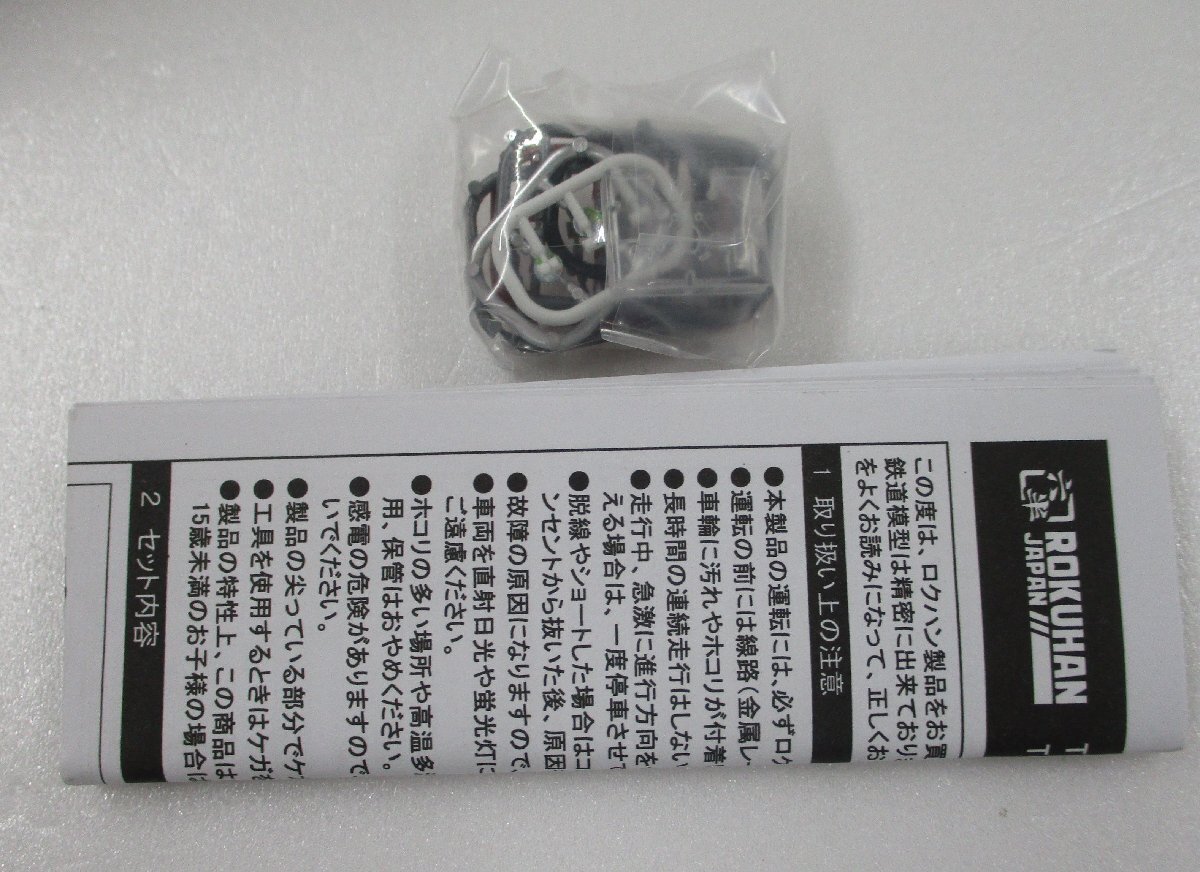 ROKUHAN
JAPAN
T
T
この度は、ロクハン製品をお買
鉄道模型は精密に出来ており
をよくお読みになって、正しくお
1 取り扱い上の注意
●本製品の運転には、必ずロク
●運転の前には線路(金属レ
●車輪に汚れやホコリが付着
●長時間の連続走行はしない
●走行中、急激に進行方向を
える場合は、一度停車させて
●脱線やショートした場合はコ
ンセントから抜いた後、原因
故障の原因になりますので、
●車両を直射日光や蛍光灯に
ご遠慮ください。
●ホコリの多い場所や高温多
用、保管はおやめください。
●感電の危険がありますので
いでください。
●製品の尖っている部分でケ
●工具を使用するときはケガを
●製品の特性上、この商品は
15歳未満のお子様の場合に
2 セット内容